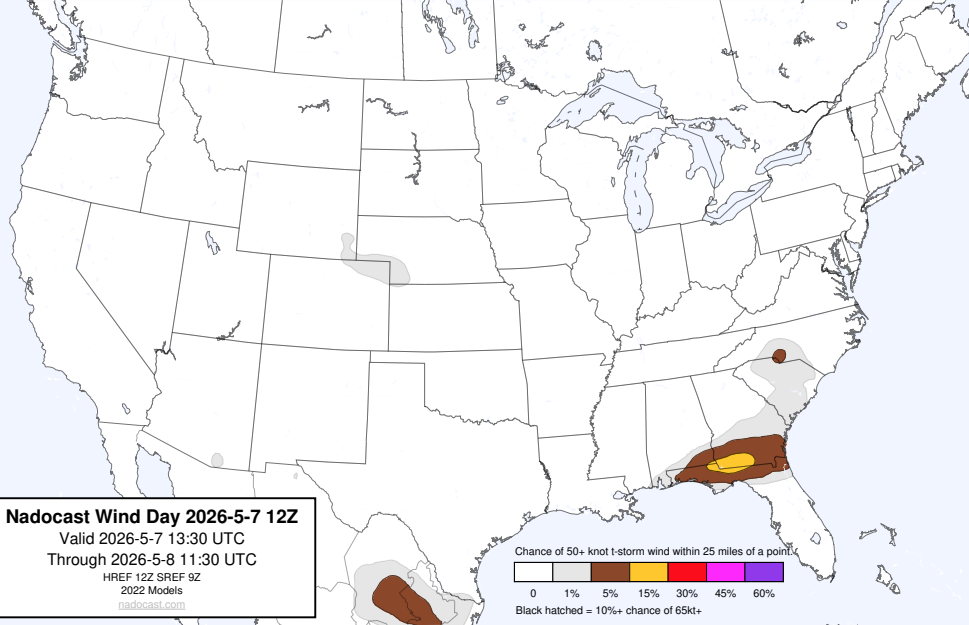 Nadocast Wind Day 2026-5-7 12Z
Valid 2026-5-7 13:30 UTC
Through 2026-5-8 11:30 UTC
HREF 12Z SREF 9Z
2022 Models
nadocast.com
Chance of 50+ knot t-storm wind within 25 miles of a point.
0 1% 5% 15% 30% 45% 60%
Black hatched = 10%+ chance of 65kt+